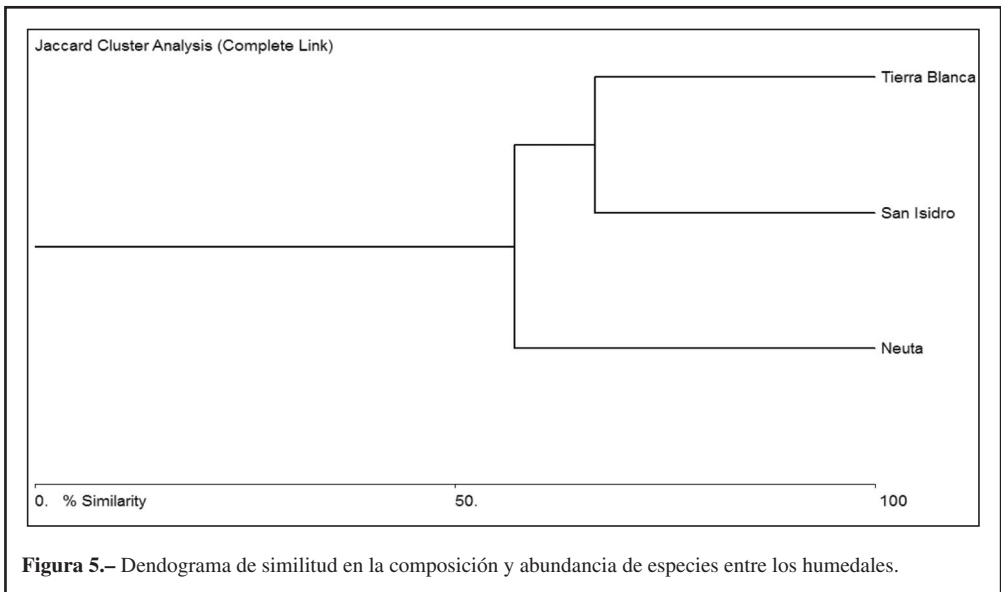 Jaccard Cluster Analysis (Complete Link)
Tierra Blanca
San Isidro
Neuta
0. % Similarity 50. 100
Figura 5.– Dendograma de similitud en la composición y abundancia de especies entre los humedales.